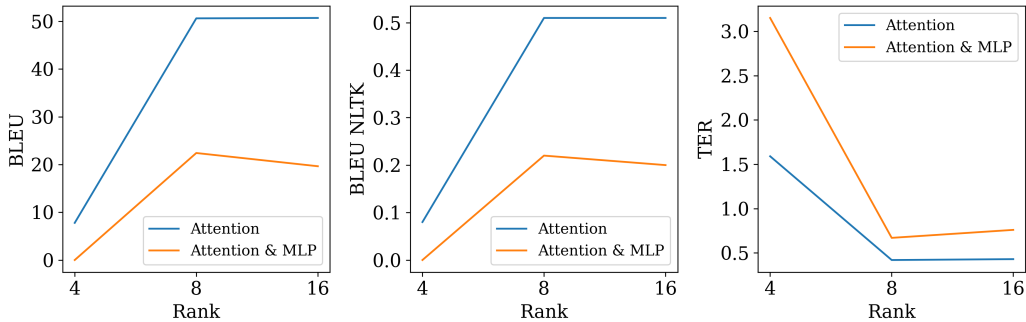 BLEU
50
40
30
20
10
0
4
8
16
Rank
Attention
Attention & MLP
BLEU NLTK
0.5
0.4
0.3
0.2
0.1
0.0
4
8
16
Rank
Attention
Attention & MLP
TER
3.0
2.5
2.0
1.5
1.0
0.5
4
8
16
Rank
Attention
Attention & MLP